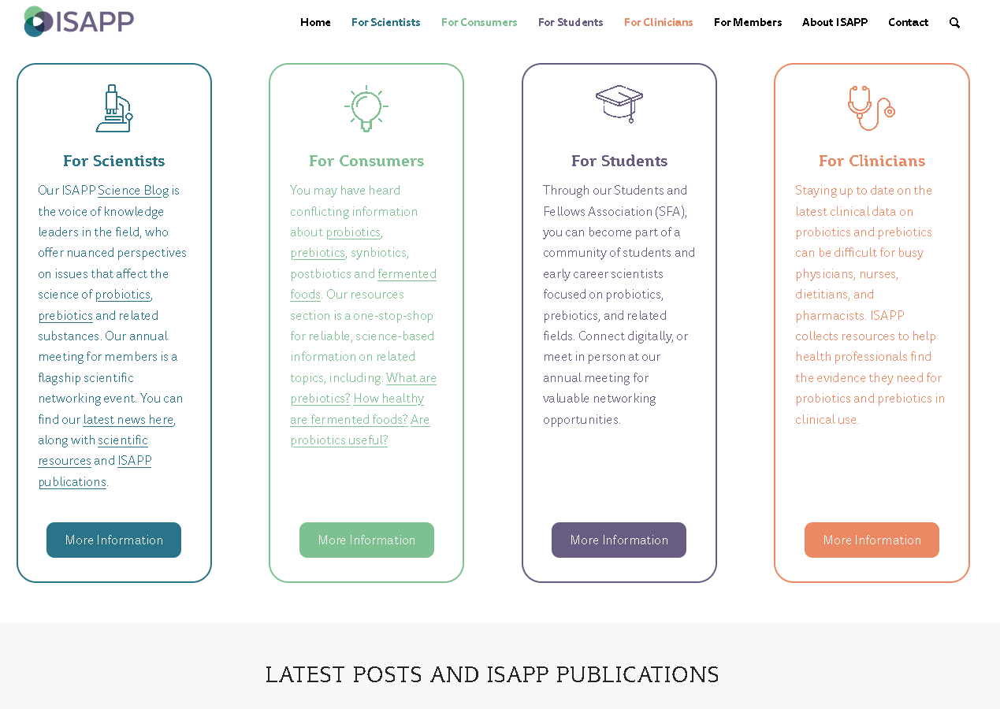 ISAPP
Home For Scientists For Consumers For Students For Clinicians For Members About ISAPP Contact
For Scientists
Our ISAPP Science Blog is
the voice of knowledge
leaders in the field, who
offer nuanced perspectives
on issues that affect the
science of probiotics,
prebiotics and related
substances. Our annual
meeting for members is a
flagship scientific
networking event. You can
find our latest news here,
along with scientific
resources and ISAPP
publications.
More Information
For Consumers
You may have heard
conflicting information
about probiotics,
prebiotics, synbiotics,
postbiotics and fermented
foods. Our resources
section is a one-stop-shop
for reliable, science-based
information on related
topics, including: What are
prebiotics? How healthy
are fermented foods? Are
probiotics useful?
More Information
For Students
Through our Students and
Fellows Association (SFA),
you can become part of a
community of students and
early career scientists
focused on probiotics,
prebiotics, and related
fields. Connect digitally, or
meet in person at our
annual meeting for
valuable networking
opportunities.
More Information
For Clinicians
Staying up to date on the
latest clinical data on
probiotics and prebiotics
can be difficult for busy
physicians, nurses,
dietitians, and
pharmacists. ISAPP
collects resources to help
health professionals find
the evidence they need for
probiotics and prebiotics in
clinical use.
More Information
LATEST POSTS AND ISAPP PUBLICATIONS